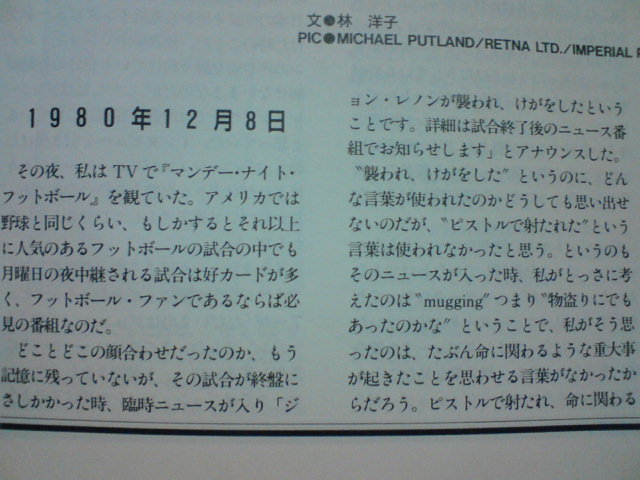 文●林 洋子
PIC●MICHAEL PUTLAND/RETNA LTD./IMPERIAL
1980年12月8日
その夜、私はTVで『マンデー・ナイト・
フットボール』を観ていた。アメリカでは
野球と同じくらい、もしかするとそれ以上
に人気のあるフットボールの試合の中でも
月曜日の夜中継される試合は好カードが多
く、フットボール・ファンであるならば必
見の番組なのだ。
どことどこの顔合わせだったのか、もう
記憶に残っていないが、その試合が終盤に
さしかかった時、臨時ニュースが入り「ジ
ョン・レノンが襲われ、けがをしたという
ことです。詳細は試合終了後のニュース番
組でお知らせします」とアナウンスした。
〝襲われ、けがをした〟というのに、どん
な言葉が使われたのかどうしても思い出せ
ないのだが、〝ピストルで射たれた〟という
言葉は使われなかったと思う。というのも
そのニュースが入った時、私がとっさに考
えたのは〝mugging〟つまり〝物盗りにでも
あったのかな〟ということで、私がそう思
ったのは、たぶん命に関わるような重大事
が起きたことを思わせる言葉がなかったか
らだろう。ピストルで射たれ、命に関わる